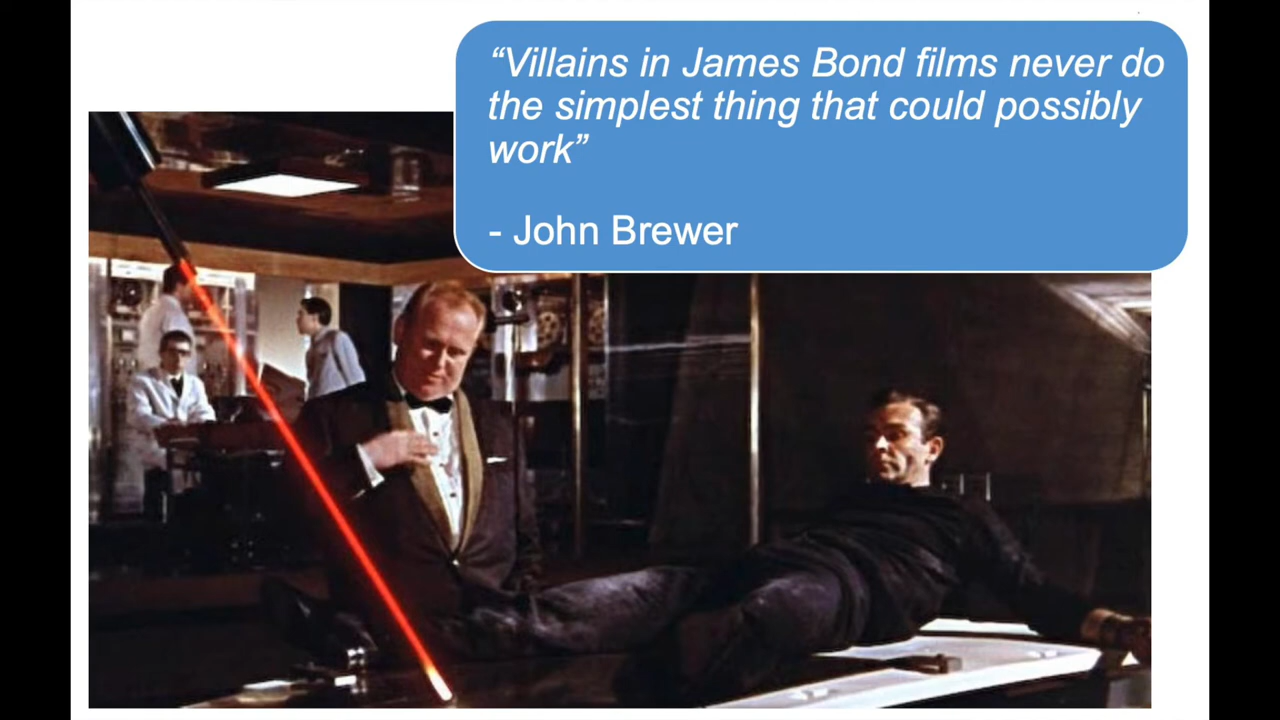 “Villains in James Bond films never do
the simplest thing that could possibly
work”
- John Brewer